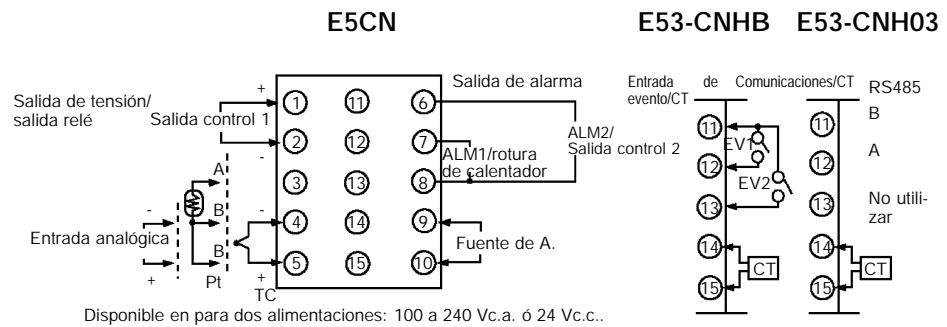 E5CN
E53-CNHB E53-CNH03
Salida de tensión/
salida relé
+
Salida control 1
-
1 11 6
2 12 7
3 13 8
4 14 9
5 15 10
Salida de alarma
ALM1/rotura
de calentador
ALM2/
Salida control 2
Fuente de A.
A
B
B
Pt
-
+
TC
-
Entrada analógica
+
Entrada de
evento/CT
11
12
13
14
15
EV1
EV2
CT
Comunicaciones/CT
RS485
11
B
12
A
13
No utili-
zar
14
15
CT
Disponible en para dos alimentaciones: 100 a 240 Vc.a. ó 24 Vc.c..